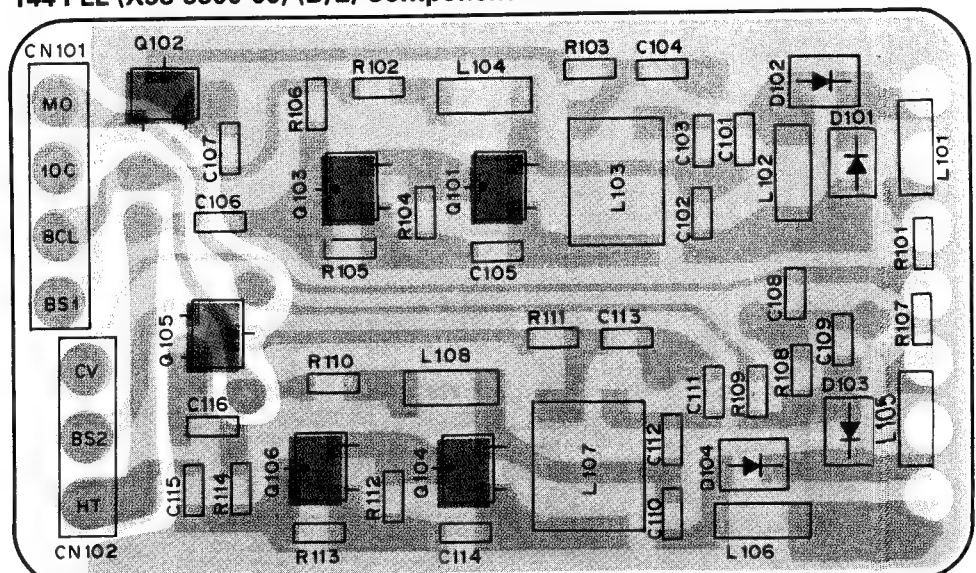 CN101
Q102
R103
C104
R102
L104
D102
MO
R106
C107
C103
C101
D101
L101
10C
Q103
R104
Q101
L103
L102
C106
C102
BCL
R105
C105
R101
BS1
C108
Q105
R111
C113
C109
R107
CV
R110
L108
R108
C116
C111
R109
D103
L105
BS2
C112
Q106
Q104
L107
D104
C115
R114
R112
C110
HT
CN102
R113
C114
L106